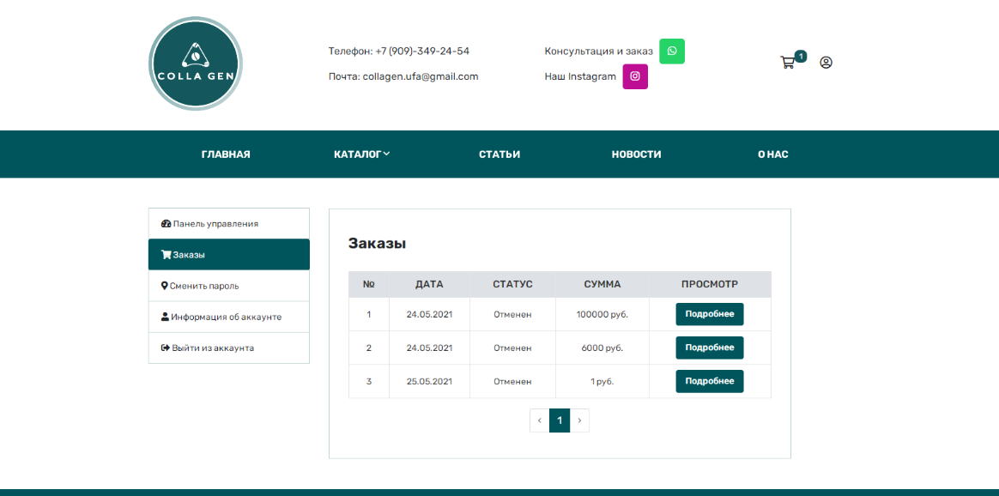 COLLAGEN
Телефон: +7 (909)-349-24-54
Почта: collagen.ufa@gmail.com
Консультация и заказ
Наш Instagram
1
ГЛАВНАЯ КАТАЛОГ СТАТЬИ НОВОСТИ О НАС
Панель управления
Заказы
Сменить пароль
Информация об аккаунте
Выйти из аккаунта
Заказы
№ ДАТА СТАТУС СУММА ПРОСМОТР
1 24.05.2021 Отменен 100000 руб. Подробнее
2 24.05.2021 Отменен 6000 руб. Подробнее
3 25.05.2021 Отменен 1 руб. Подробнее
‹ 1 ›